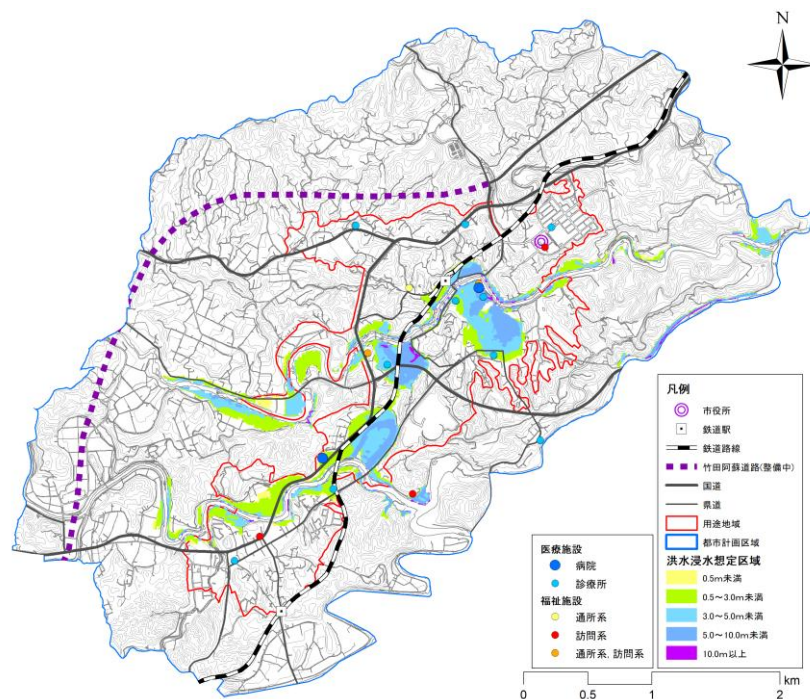 N
凡例
市役所
鉄道駅
鉄道路線
竹田阿蘇道路(整備中)
国道
県道
用途地域
都市計画区域
洪水浸水想定区域
0.5m未満
0.5～3.0m未満
3.0～5.0m未満
5.0～10.0m未満
10.0m以上
医療施設
病院
診療所
福祉施設
通所系
訪問系
通所系, 訪問系
km
0 0.5 1 2